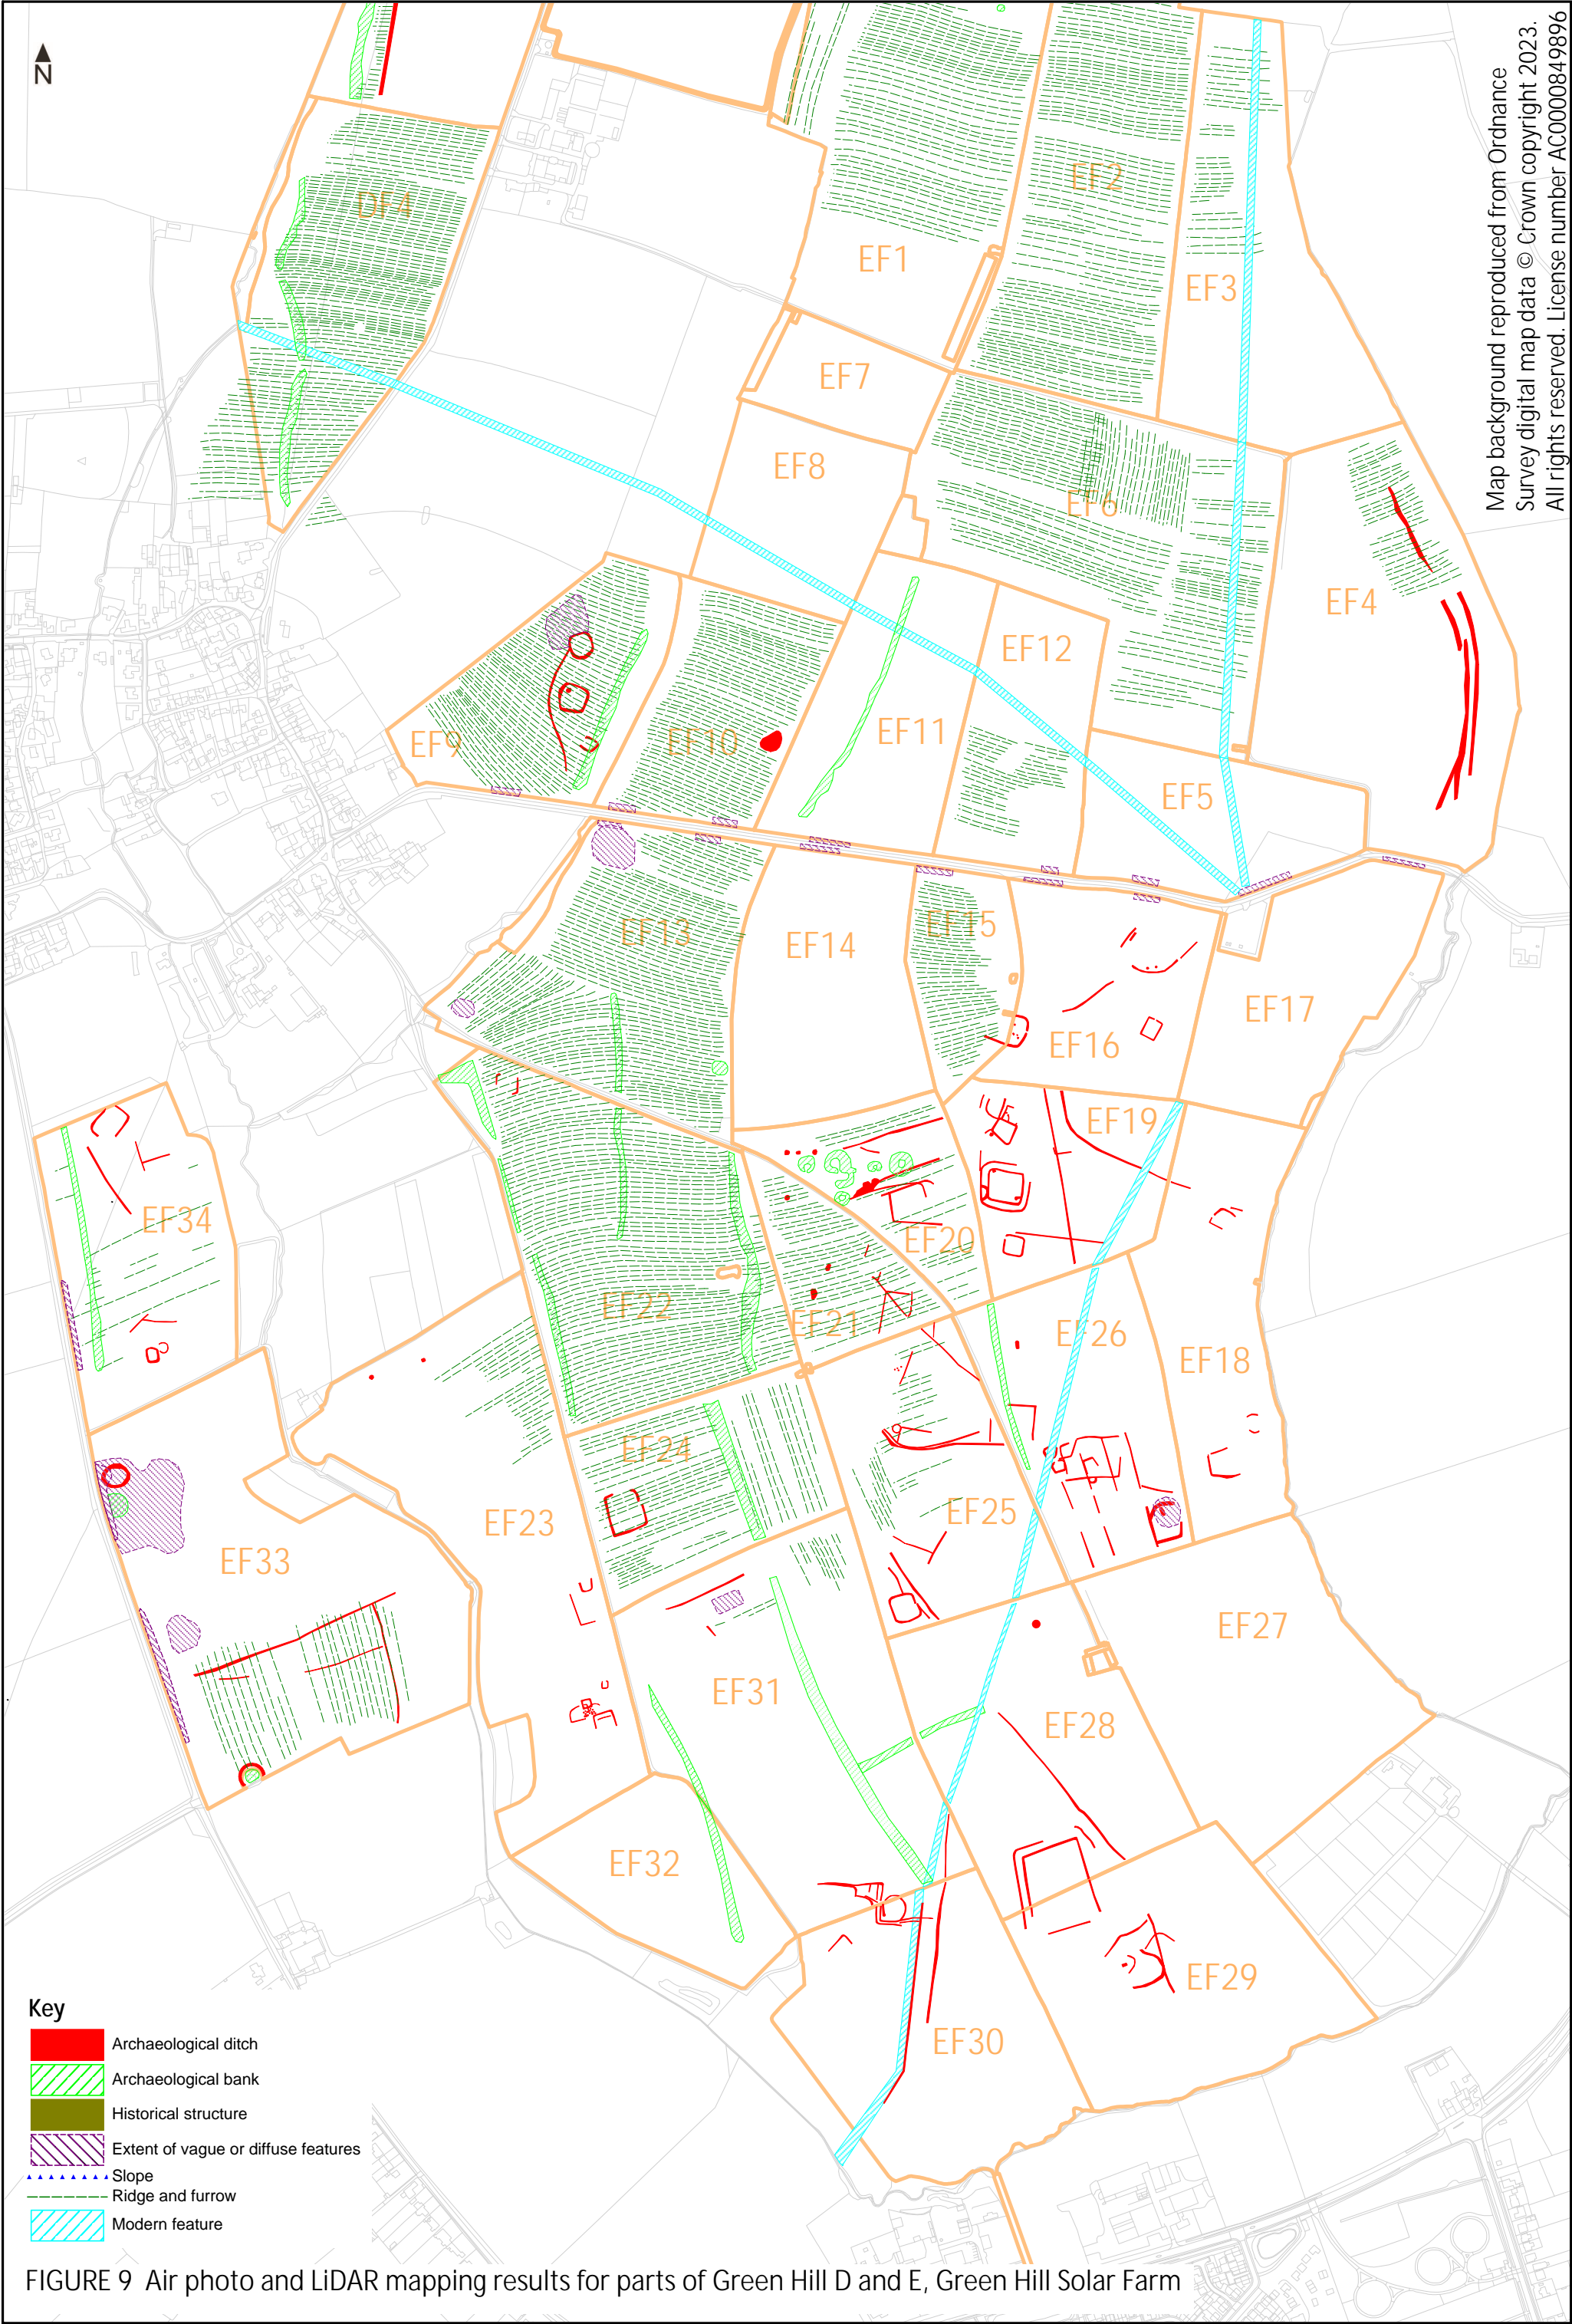 N
Map background reproduced from Ordnance
Survey digital map data © Crown copyright 2023.
All rights reserved. License number AC0000849896
DF4
EF2
EF1
EF3
EF7
EF8
EF6
EF4
EF12
EF11
EF10
EF9
EF5
EF15
EF13
EF14
EF17
EF16
EF19
EF34
EF20
EF22
EF21
EF26
EF18
EF24
EF25
EF23
EF33
EF27
EF31
EF28
EF32
EF29
EF30
Key
Archaeological ditch
Archaeological bank
Historical structure
Extent of vague or diffuse features
Slope
Ridge and furrow
Modern feature
FIGURE 9 Air photo and LiDAR mapping results for parts of Green Hill D and E, Green Hill Solar Farm